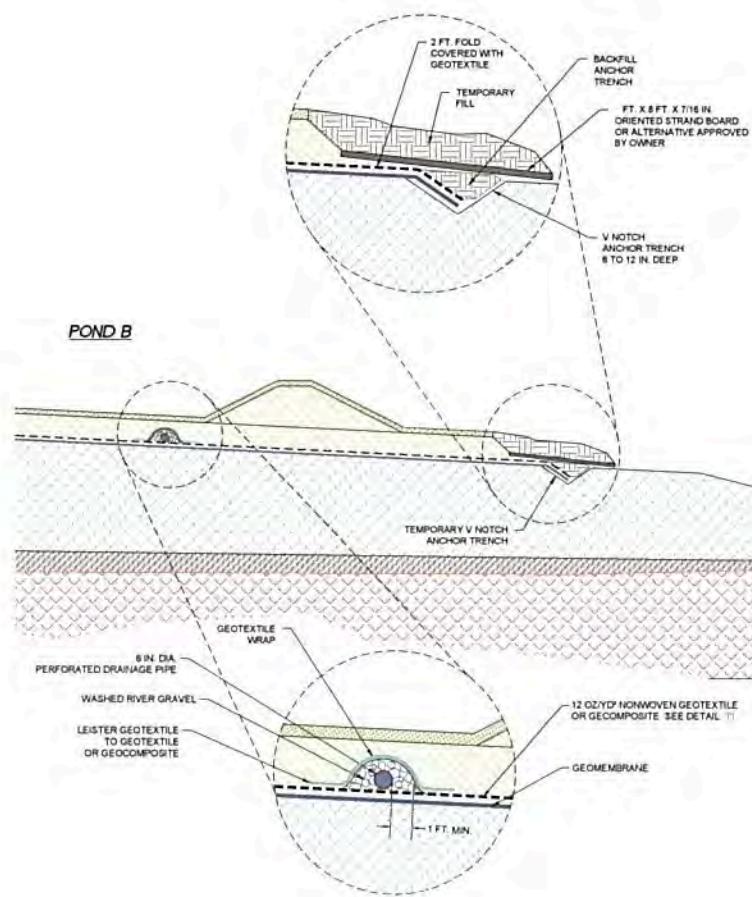 2 FT. FOLD
COVERED WITH
GEOTEXTILE
TEMPORARY
FILL
BACKFILL
ANCHOR
TRENCH
FT. X 8 FT. X 7/16 IN.
ORIENTED STRAND BOARD
OR ALTERNATIVE APPROVED
BY OWNER
V NOTCH
ANCHOR TRENCH
6 TO 12 IN. DEEP
POND B
TEMPORARY V NOTCH
ANCHOR TRENCH
GEOTEXTILE
WRAP
6 IN. DIA.
PERFORATED DRAINAGE PIPE
WASHED RIVER GRAVEL
LEISTER GEOTEXTILE
TO GEOTEXTILE
OR GEOCOMPOSITE
12 OZ/YD² NONWOVEN GEOTEXTILE
OR GEOCOMPOSITE SEE DETAIL
GEOMEMBRANE
1 FT. MIN.